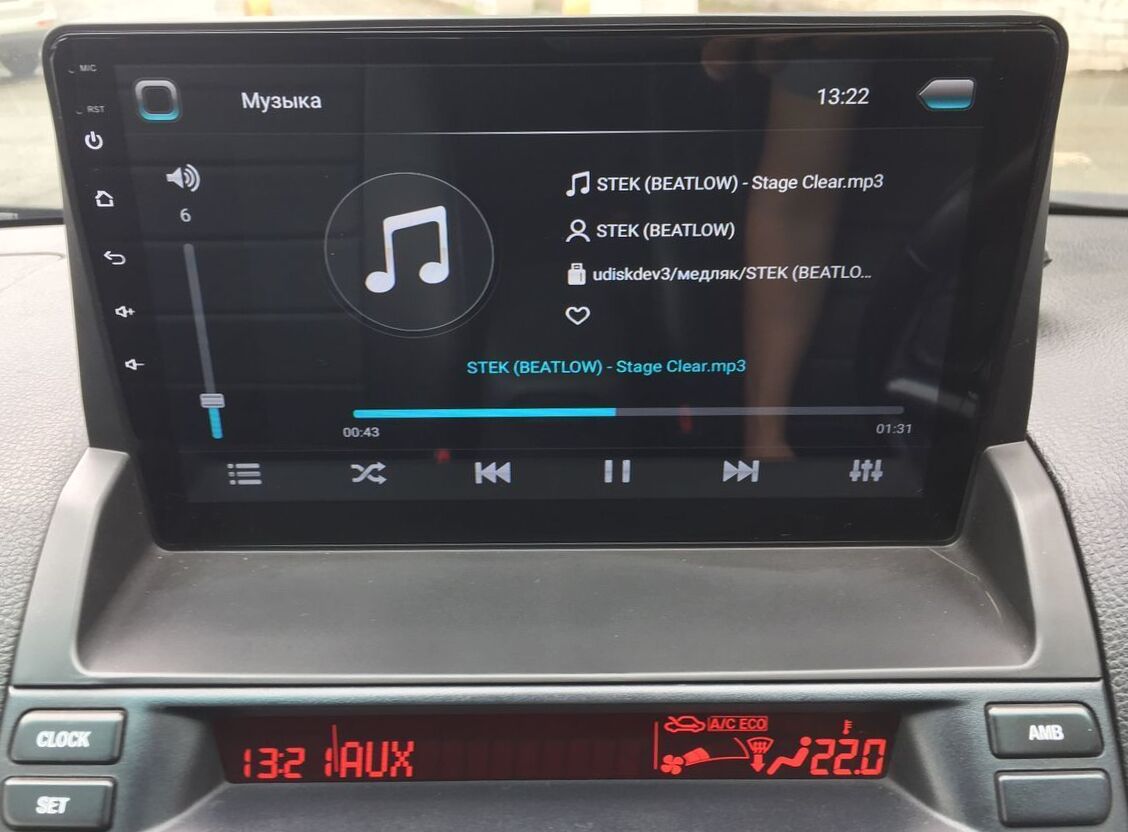 MIC
Музыка
13:22
RST
STEK (BEATLOW) - Stage Clear.mp3
6
STEK (BEATLOW)
udiskdev3/медляк/STEK (BEATLO...
STEK (BEATLOW) - Stage Clear.mp3
00:43
01:31
CLOCK
A/C ECO
AMB
13:21 AUX
22.0
SET